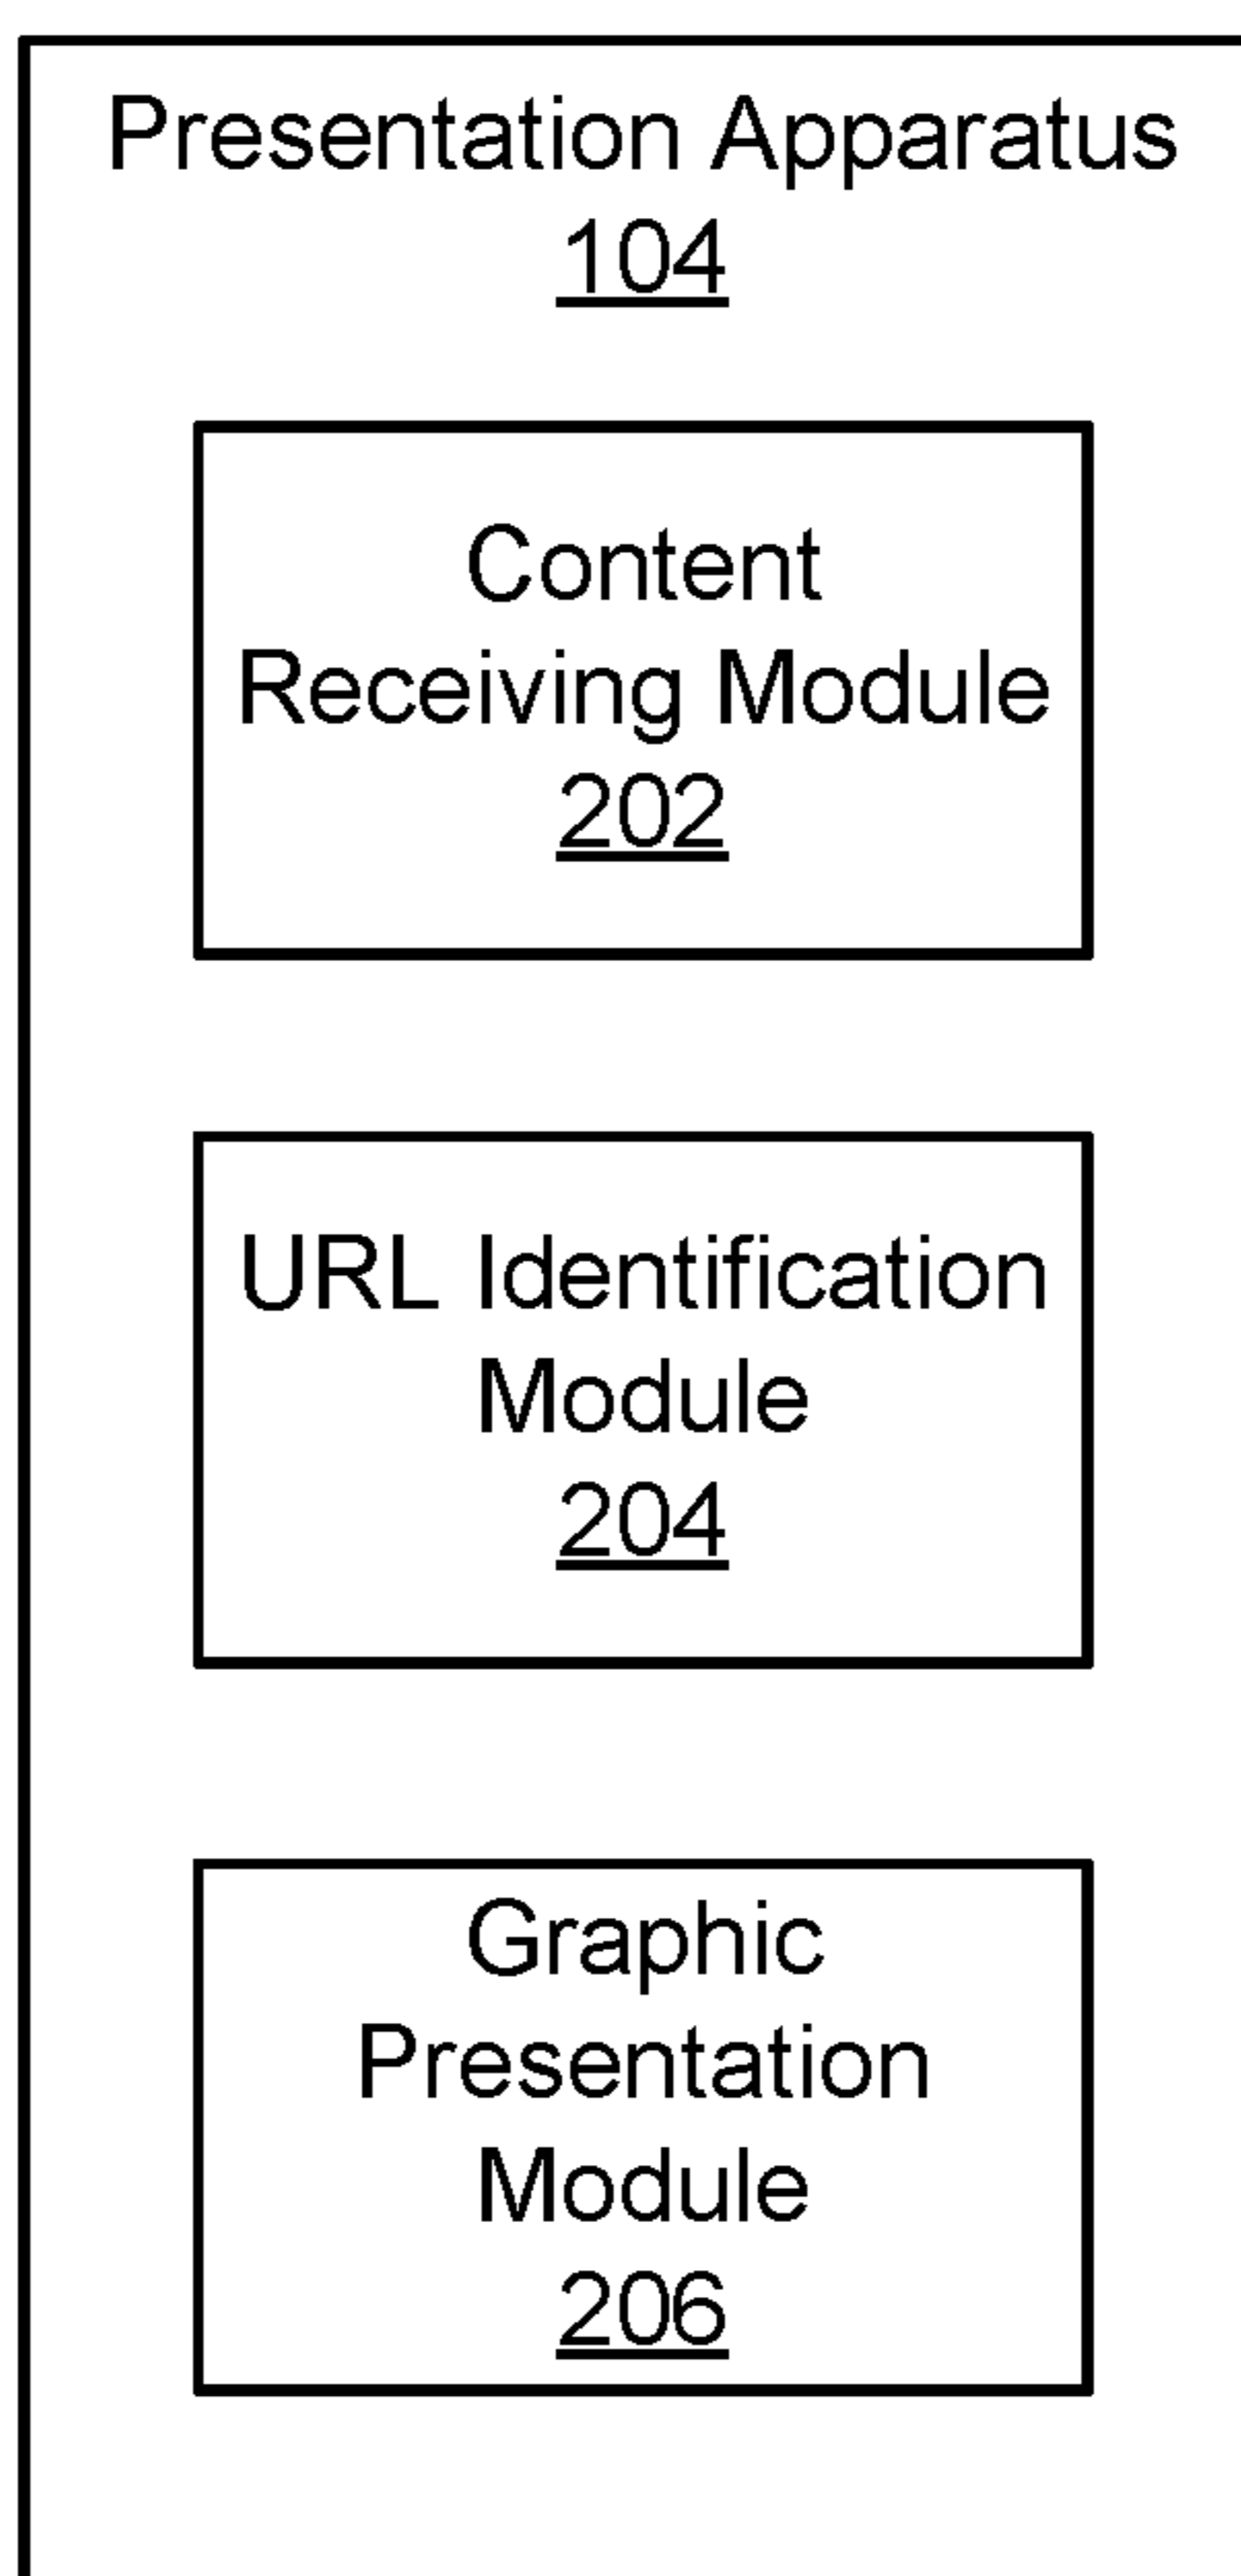 Presentation Apparatus
104
Content
Receiving Module
202
URL Identification
Module
204
Graphic
Presentation
Module
206